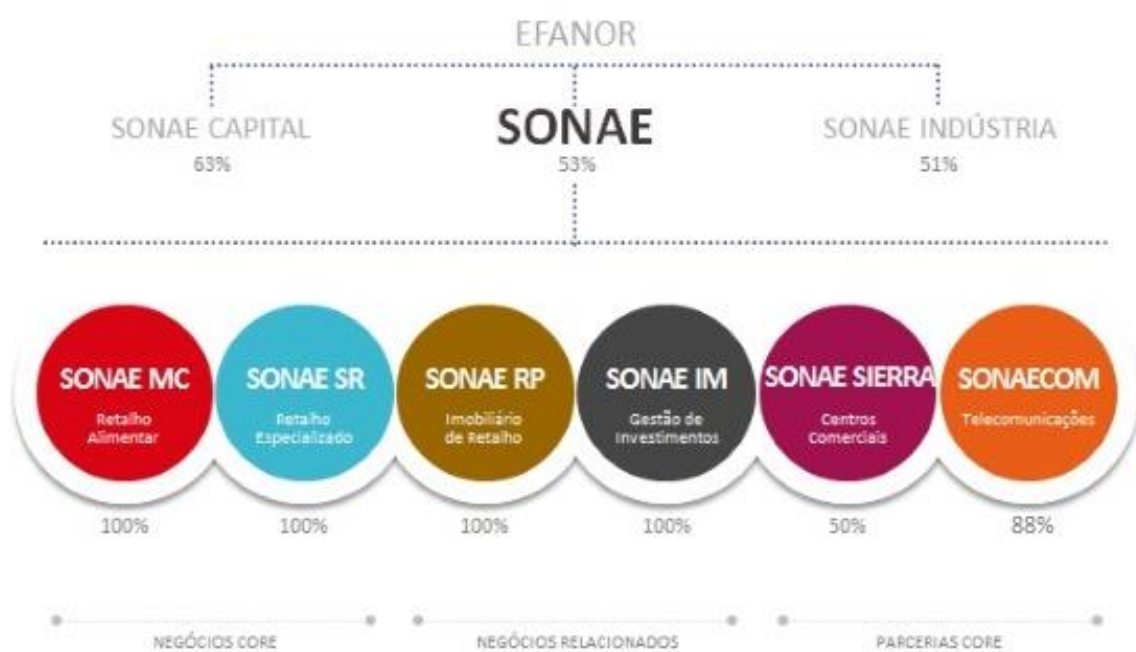 EFANOR
SONAE CAPITAL
63%
SONAE
53%
SONAE INDÚSTRIA
51%
SONAE MC
Retalho
Alimentar
100%
SONAE SR
Retalho
Especializado
100%
SONAE RP
Imobiliário
de Retalho
100%
SONAE IM
Gestão de
Investimentos
100%
SONAE SIERRA
Centros
Comerciais
50%
SONAECOM
Telecomunicações
88%
NEGÓCIOS CORE
NEGÓCIOS RELACIONADOS
PARCERIAS CORE